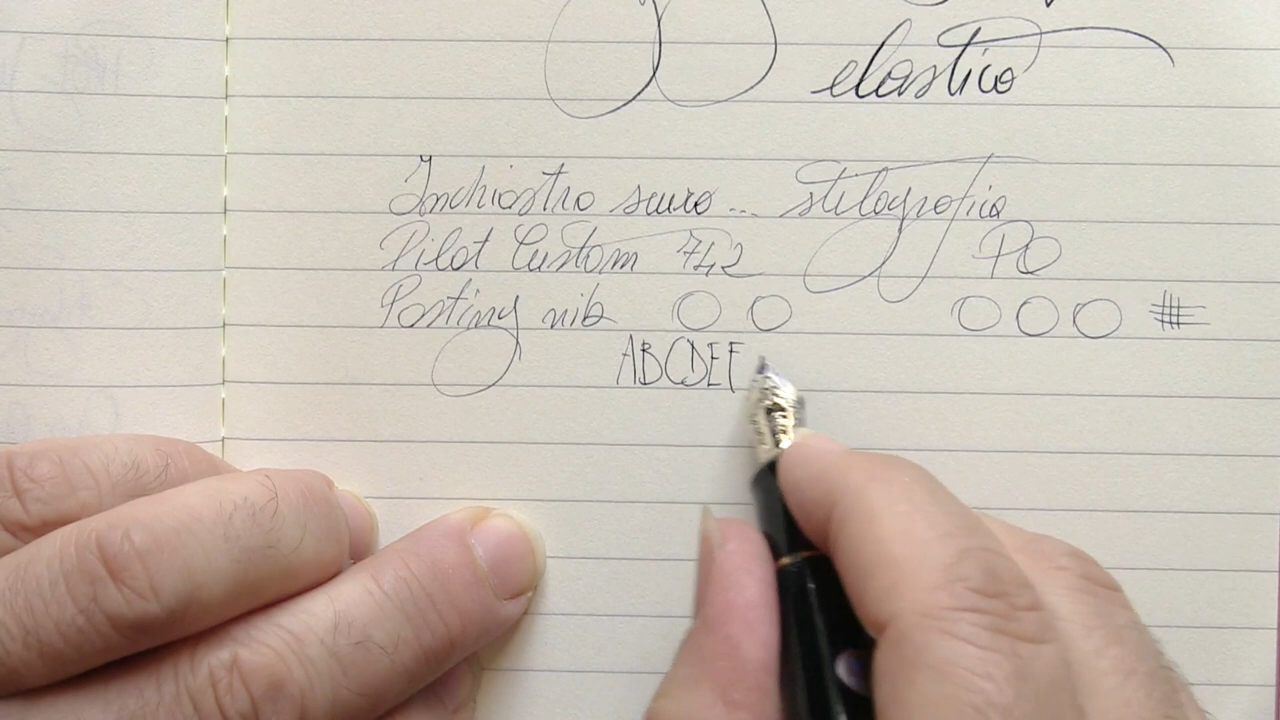 elastico
Inchiostro scuro... stilografica
Pilot Custom 742 PO
Posting nib
ABCDEF